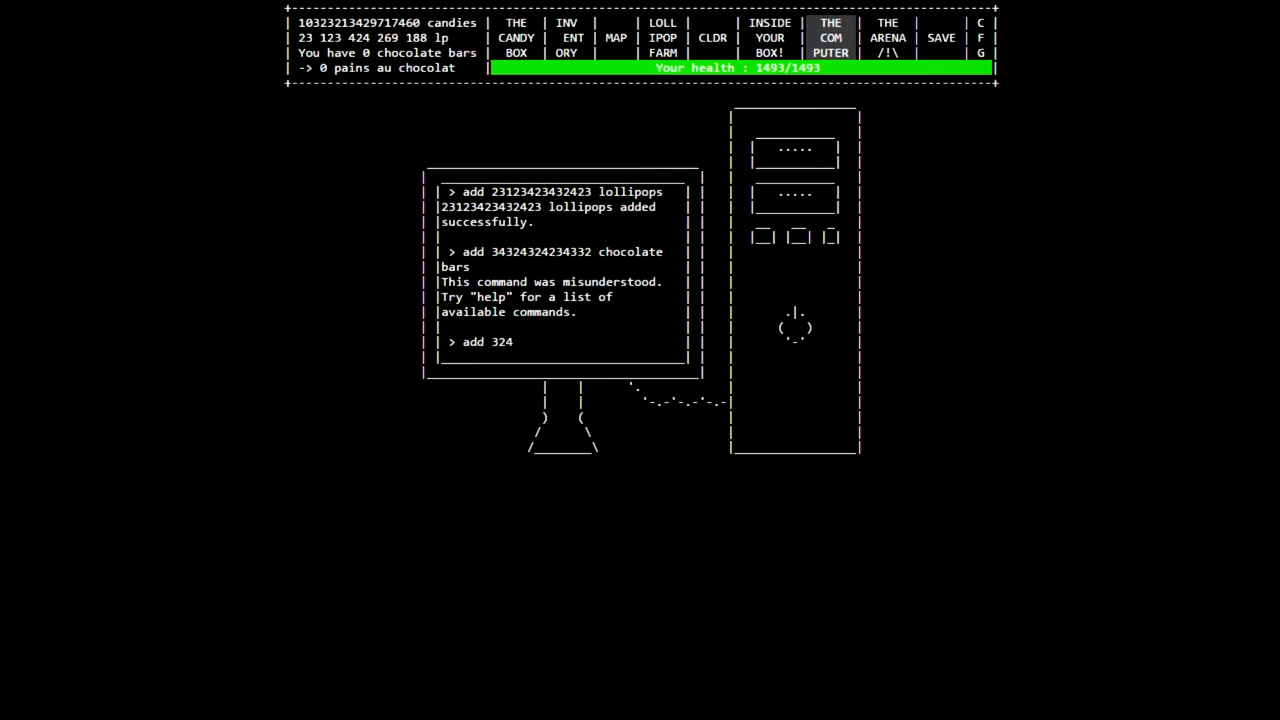 10323213429717460 candies | THE | INV | | LOLL | | INSIDE | THE | THE | | C
23 123 424 269 188 lp | CANDY | ENT | MAP | IPOP | CLDR | YOUR | COM | ARENA | SAVE | F
You have 0 chocolate bars | BOX | ORY | | FARM | | BOX! | PUTER | /!\ | | G
-> 0 pains au chocolat | Your health : 1493/1493
> add 23123423432423 lollipops
23123423432423 lollipops added
successfully.
> add 34324324234332 chocolate
bars
This command was misunderstood.
Try "help" for a list of
available commands.
> add 324